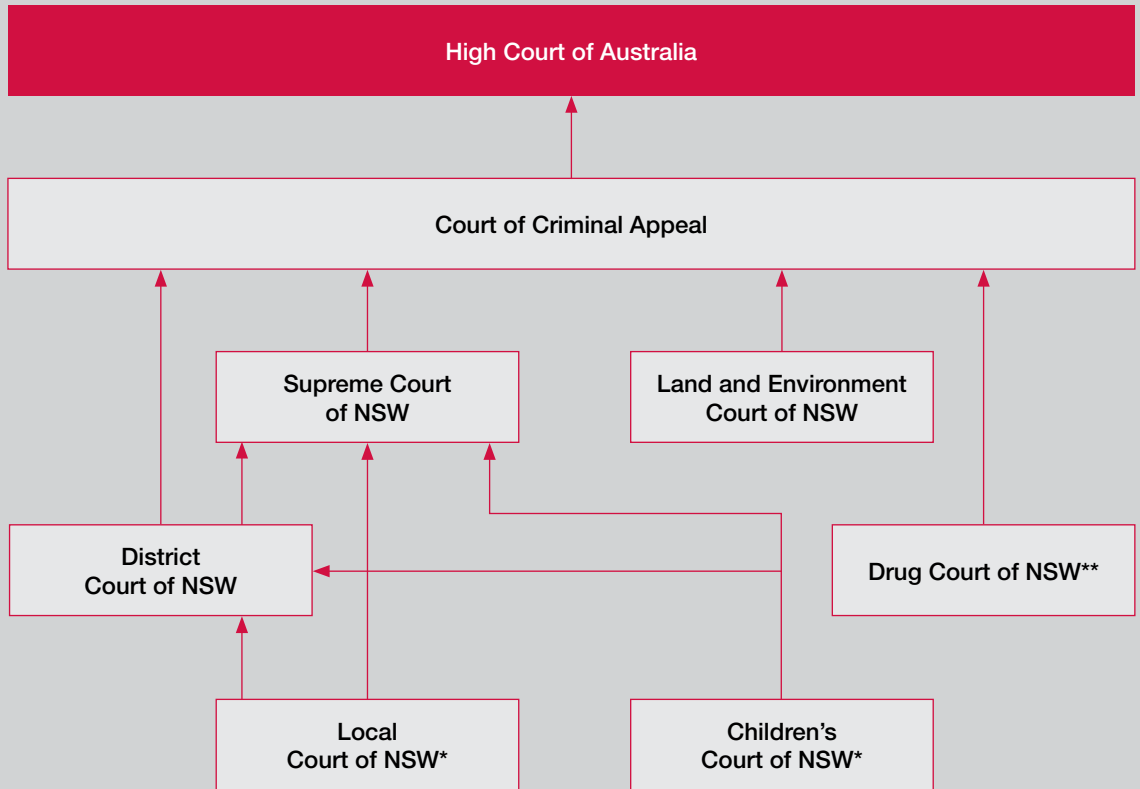 High Court of Australia
Court of Criminal Appeal
Supreme Court
of NSW
Land and Environment
Court of NSW
District
Court of NSW
Drug Court of NSW**
Local
Court of NSW*
Children's
Court of NSW*